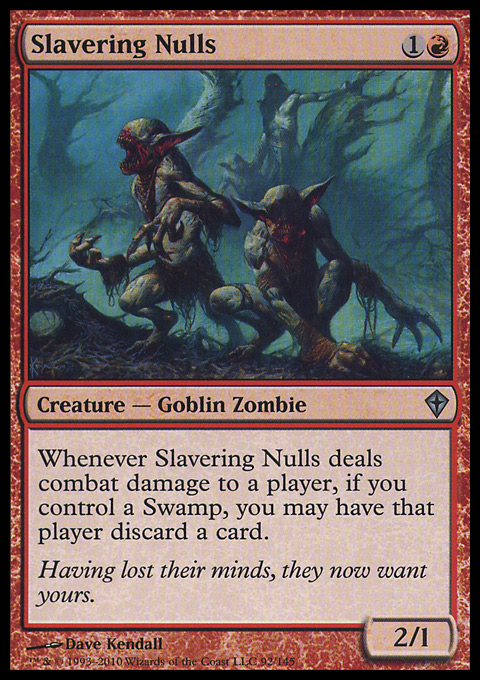 Slavering Nulls 1
Creature — Goblin Zombie
Whenever Slavering Nulls deals
combat damage to a player, if you
control a Swamp, you may have that
player discard a card.
Having lost their minds, they now want
yours.
2/1
Dave Kendall
™ & © 1993–2010 Wizards of the Coast LLC 92/145